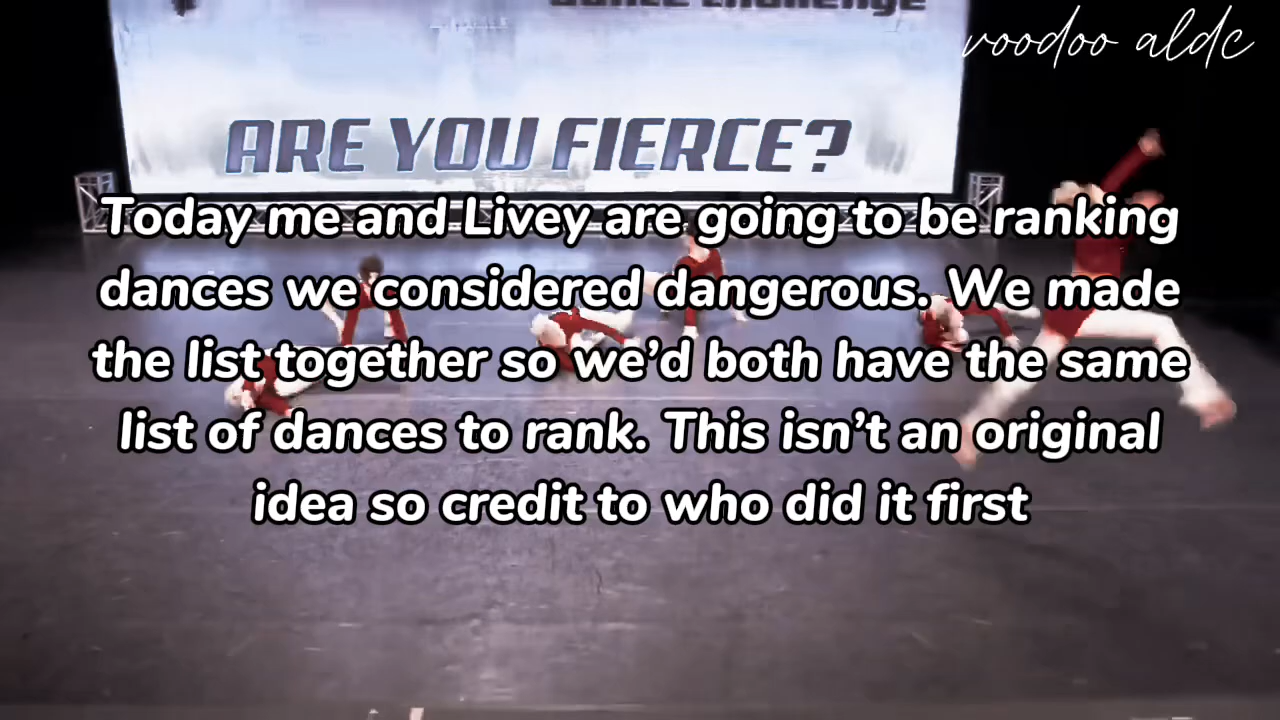 dance challenge
voodoo aldc
ARE YOU FIERCE?
Today me and Livey are going to be ranking
dances we considered dangerous. We made
the list together so we’d both have the same
list of dances to rank. This isn’t an original
idea so credit to who did it first